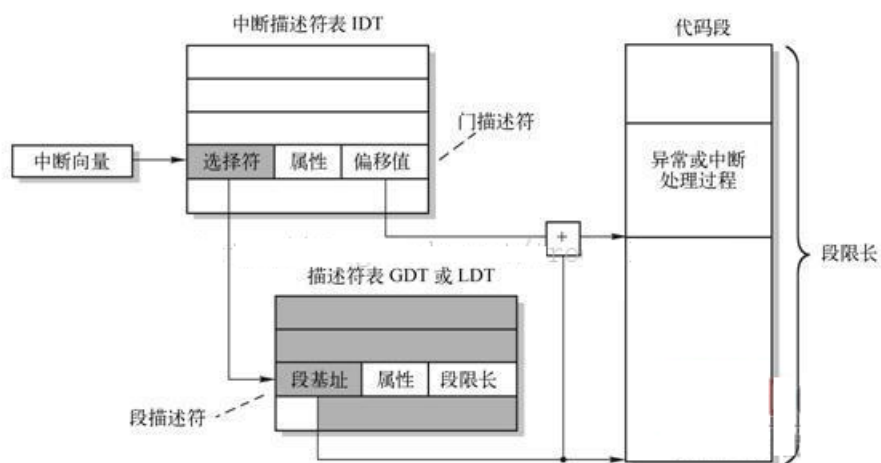 中断描述符表 IDT
代码段
门描述符
中断向量
选择符
属性
偏移值
异常或中断
处理过程
+
段限长
描述符表 GDT 或 LDT
段基址
属性
段限长
段描述符